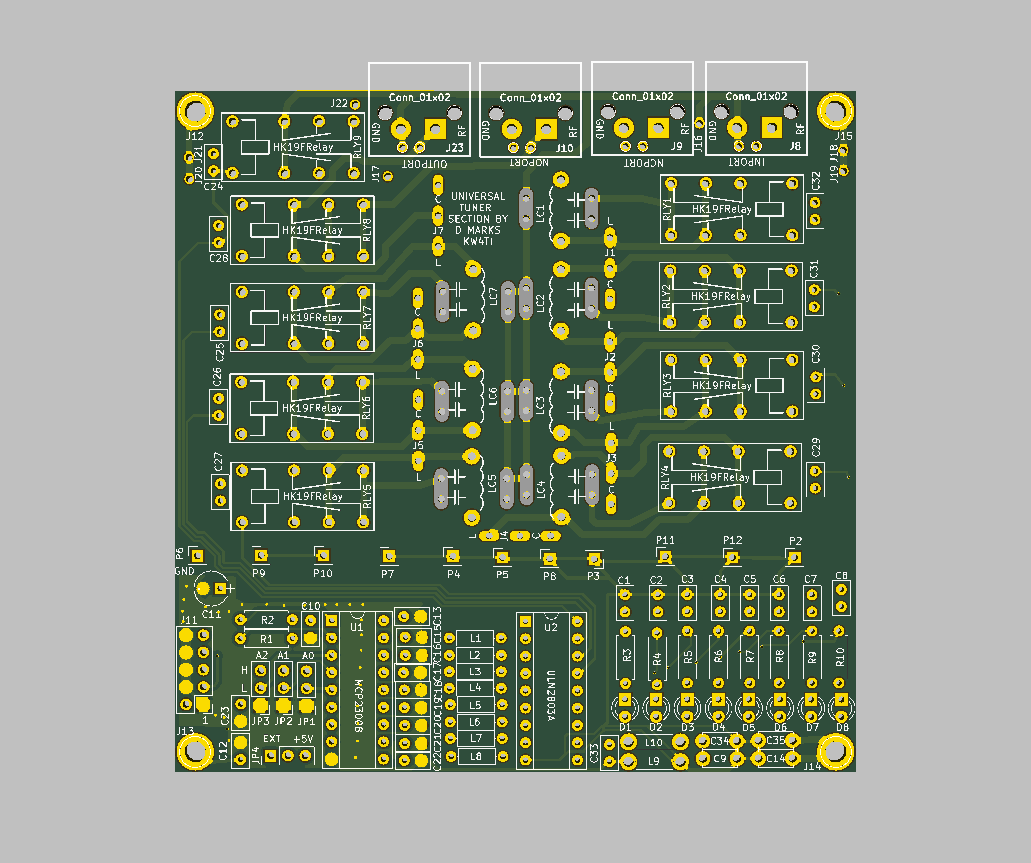 Conn_01x02
Conn_01x02
Conn_01x02
Conn_01x02
J22
GND
RF
J23
OUTPORT
GND
RF
J10
NOPORT
GND
RF
J9
NCPORT
J16
GND
RF
J8
INPORT
J12
J15
J21
J20
C24
HK19FRelay
RLY9
J17
J18
J19
UNIVERSAL
TUNER
SECTION BY
D MARKS
KW4TI
C
J7
L
LC1
L
J1
C
RLY1
HK19FRelay
C32
C26
HK19FRelay
RLY8
C25
HK19FRelay
RLY7
C
J6
L
LC7
LC2
L
J2
C
RLY2
HK19FRelay
C31
C26
HK19FRelay
RLY6
C
J5
L
LC6
LC3
L
J3
C
RLY3
HK19FRelay
C30
C27
HK19FRelay
RLY5
LC5
LC4
RLY4
HK19FRelay
C29
L
J4
C
P6
GND
P9
P10
P7
P4
P5
P8
P3
P11
P12
P2
C11
+
C10
R2
R1
U1
MCP23008
C13
C15
C16
C17
C18
C19
C20
C21
C22
L1
L2
L3
L4
L5
L6
L7
L8
U2
ULN2803A
C1
C2
C3
C4
C5
C6
C7
C8
R3
R4
R5
R6
R7
R8
R9
R10
D1
D2
D3
D4
D5
D6
D7
D8
J11
1
A2
A1
A0
H
L
JP3
JP2
JP1
C23
C12
J13
EXT
+5V
JP4
C33
L10
L9
C34
C9
C35
C14
J14